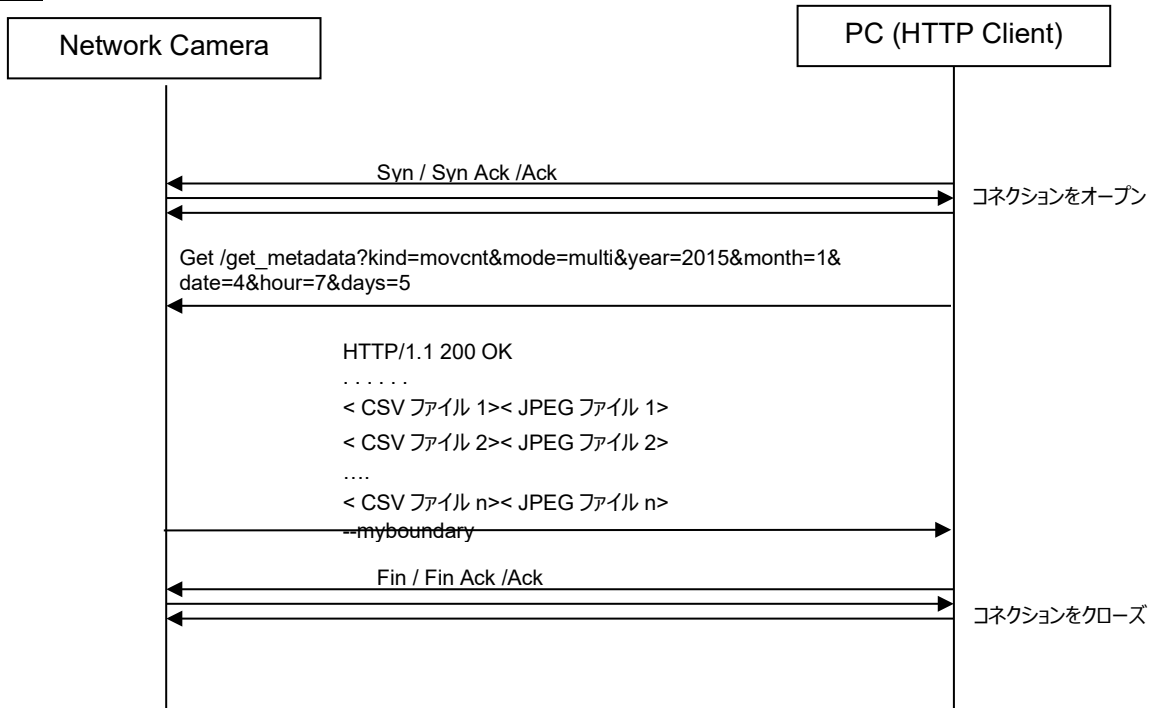 Network Camera
PC (HTTP Client)
Syn / Syn Ack /Ack
コネクションをオープン
Get /get_metadata?kind=movcnt&mode=multi&year=2015&month=1&
date=4&hour=7&days=5
HTTP/1.1 200 OK
. . . . . .
< CSV ファイル 1>< JPEG ファイル 1>
< CSV ファイル 2>< JPEG ファイル 2>
….
< CSV ファイル n>< JPEG ファイル n>
--myboundary
Fin / Fin Ack /Ack
コネクションをクローズ